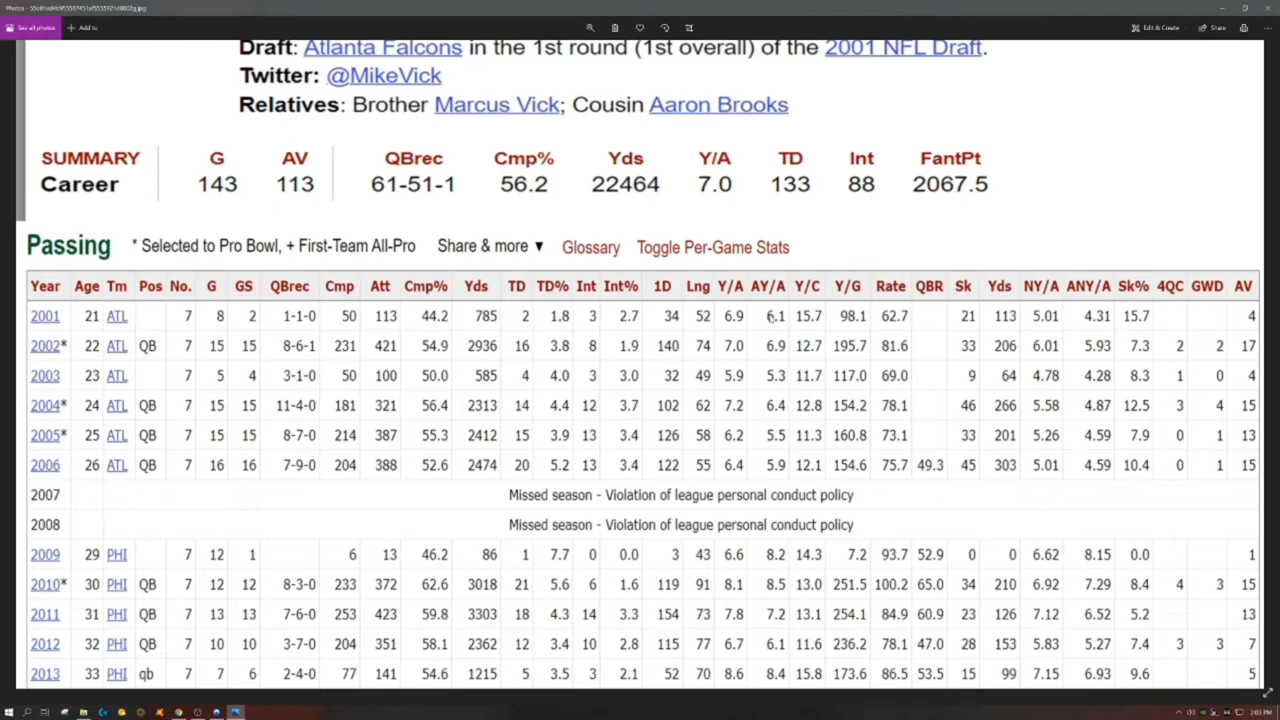 Photos - 55e81ed4b955587451af5555921d8002g.jpg
See all photos + Add to Edit & Create Share
Draft: Atlanta Falcons in the 1st round (1st overall) of the 2001 NFL Draft.
Twitter: @MikeVick
Relatives: Brother Marcus Vick; Cousin Aaron Brooks
SUMMARY G AV QBrec Cmp% Yds Y/A TD Int FantPt
Career 143 113 61-51-1 56.2 22464 7.0 133 88 2067.5
Passing * Selected to Pro Bowl, + First-Team All-Pro Share & more ▼ Glossary Toggle Per-Game Stats
Year Age Tm Pos No. G GS QBrec Cmp Att Cmp% Yds TD TD% Int Int% 1D Lng Y/A AY/A Y/C Y/G Rate QBR Sk Yds NY/A ANY/A Sk% 4QC GWD AV
2001 21 ATL 7 8 2 1-1-0 50 113 44.2 785 2 1.8 3 2.7 34 52 6.9 6.1 15.7 98.1 62.7 21 113 5.01 4.31 15.7 4
2002* 22 ATL QB 7 15 15 8-6-1 231 421 54.9 2936 16 3.8 8 1.9 140 74 7.0 6.9 12.7 195.7 81.6 33 206 6.01 5.93 7.3 2 2 17
2003 23 ATL 7 5 4 3-1-0 50 100 50.0 585 4 4.0 3 3.0 32 49 5.9 5.3 11.7 117.0 69.0 9 64 4.78 4.28 8.3 1 0 4
2004* 24 ATL QB 7 15 15 11-4-0 181 321 56.4 2313 14 4.4 12 3.7 102 62 7.2 6.4 12.8 154.2 78.1 46 266 5.58 4.87 12.5 3 4 15
2005* 25 ATL QB 7 15 15 8-7-0 214 387 55.3 2412 15 3.9 13 3.4 126 58 6.2 5.5 11.3 160.8 73.1 33 201 5.26 4.59 7.9 0 1 13
2006 26 ATL QB 7 16 16 7-9-0 204 388 52.6 2474 20 5.2 13 3.4 122 55 6.4 5.9 12.1 154.6 75.7 49.3 45 303 5.01 4.59 10.4 0 1 15
2007 Missed season - Violation of league personal conduct policy
2008 Missed season - Violation of league personal conduct policy
2009 29 PHI 7 12 1 6 13 46.2 86 1 7.7 0 0.0 3 43 6.6 8.2 14.3 7.2 93.7 52.9 0 0 6.62 8.15 0.0 1
2010* 30 PHI QB 7 12 12 8-3-0 233 372 62.6 3018 21 5.6 6 1.6 119 91 8.1 8.5 13.0 251.5 100.2 65.0 34 210 6.92 7.29 8.4 4 3 15
2011 31 PHI QB 7 13 13 7-6-0 253 423 59.8 3303 18 4.3 14 3.3 154 73 7.8 7.2 13.1 254.1 84.9 60.9 23 126 7.12 6.52 5.2 13
2012 32 PHI QB 7 10 10 3-7-0 204 351 58.1 2362 12 3.4 10 2.8 115 77 6.7 6.1 11.6 236.2 78.1 47.0 28 153 5.83 5.27 7.4 3 3 7
2013 33 PHI qb 7 7 6 2-4-0 77 141 54.6 1215 5 3.5 3 2.1 52 70 8.6 8.4 15.8 173.6 86.5 53.5 15 99 7.15 6.93 9.6 5
2:03 PM